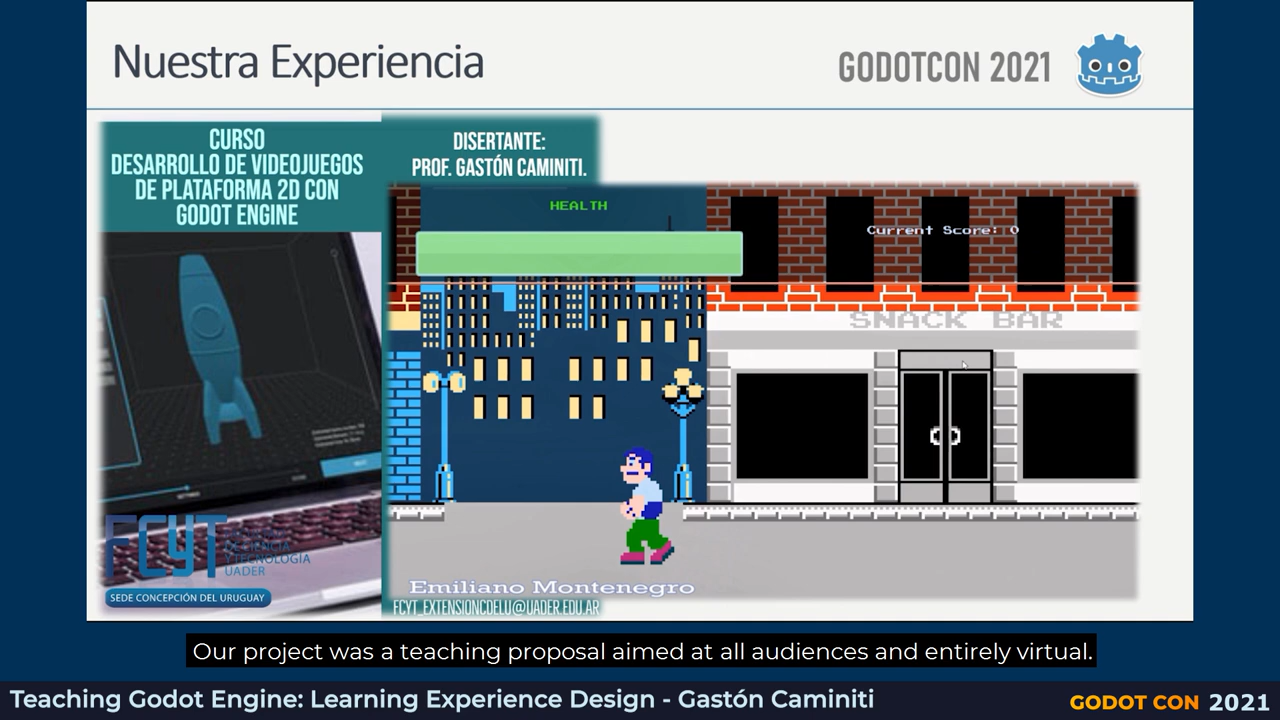 Nuestra Experiencia
GODOTCON 2021
CURSO
DESARROLLO DE VIDEOJUEGOS
DE PLATAFORMA 2D CON
GODOT ENGINE
DISERTANTE:
PROF. GASTÓN CAMINITI.
HEALTH
Current Score: 0
SNACK BAR
FCYT
DE CIENCIA
Y TECNOLOGÍA
UADER
SEDE CONCEPCIÓN DEL URUGUAY
Emiliano Montenegro
FCYT_EXTENSIONCDELU@UADER.EDU.AR
Our project was a teaching proposal aimed at all audiences and entirely virtual.
Teaching Godot Engine: Learning Experience Design - Gastón Caminiti
GODOT CON 2021